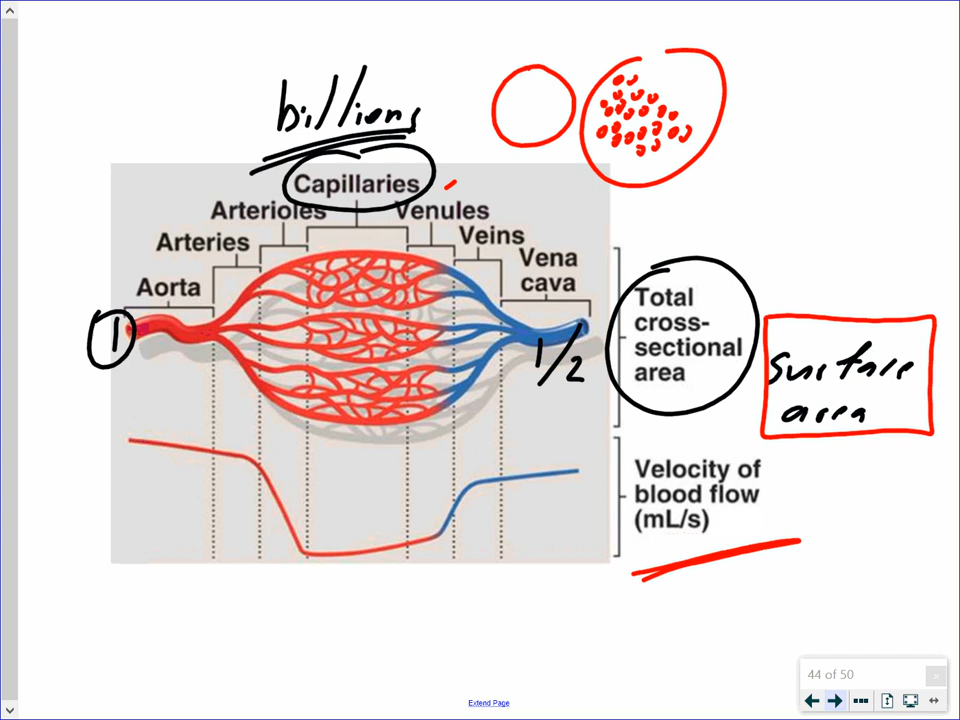 billions
Capillaries
Arterioles
Venules
Arteries
Veins
Aorta
Vena
cava
1
1/2
Total
cross-
sectional
area
surface
area
Velocity of
blood flow
(mL/s)
44 of 50
Extend Page